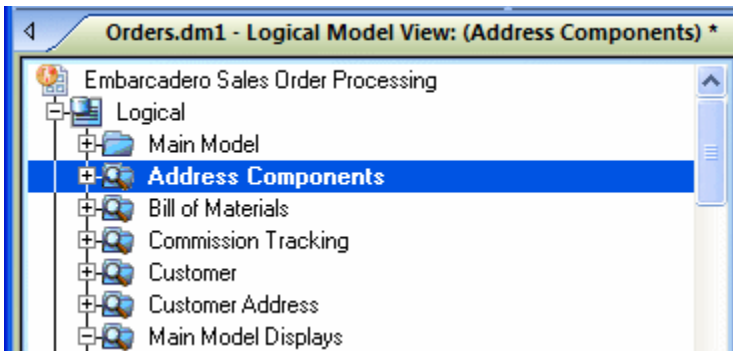 Orders.dm1 - Logical Model View: (Address Components) *
Embarcadero Sales Order Processing
Logical
Main Model
Address Components
Bill of Materials
Commission Tracking
Customer
Customer Address
Main Model Displays